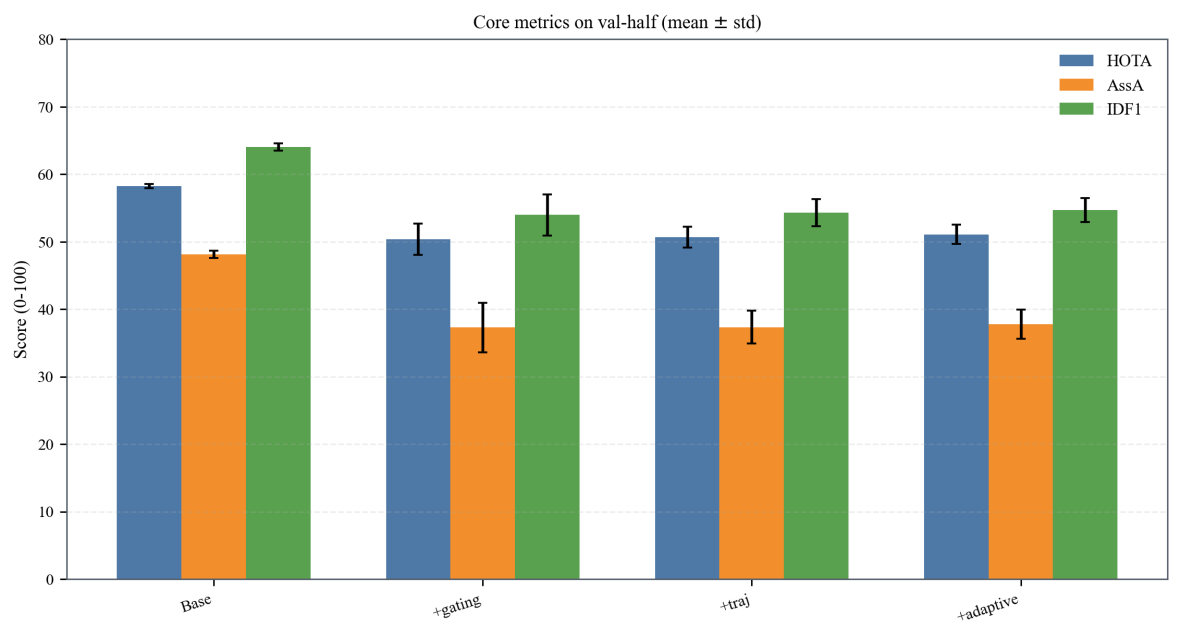 Core metrics on val-half (mean ± std)
80
70
60
50
40
30
20
10
0
Score (0-100)
HOTA
AssA
IDF1
Base
+gating
+traj
+adaptive